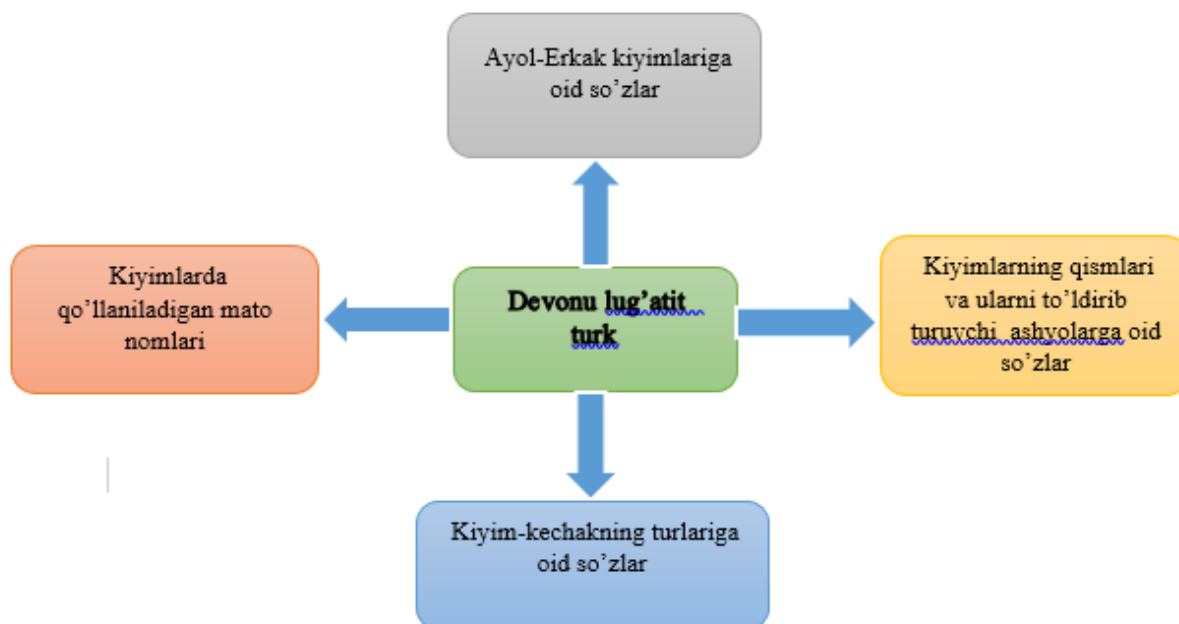 Ayol-Erkak kiyimlariga
oid so’zlar
Kiyimlarda
qo’llaniladigan mato
nomlari
Devonu lug’atit
turk
Kiyimlarning qismlari
va ularni to’ldirib
turuvchi ashyolarga oid
so’zlar
Kiyim-kechakning turlariga
oid so’zlar